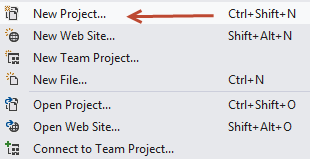 New Project... Ctrl+Shift+N
New Web Site... Shift+Alt+N
New Team Project...
New File... Ctrl+N
Open Project... Ctrl+Shift+O
Open Web Site... Shift+Alt+O
Connect to Team Project...